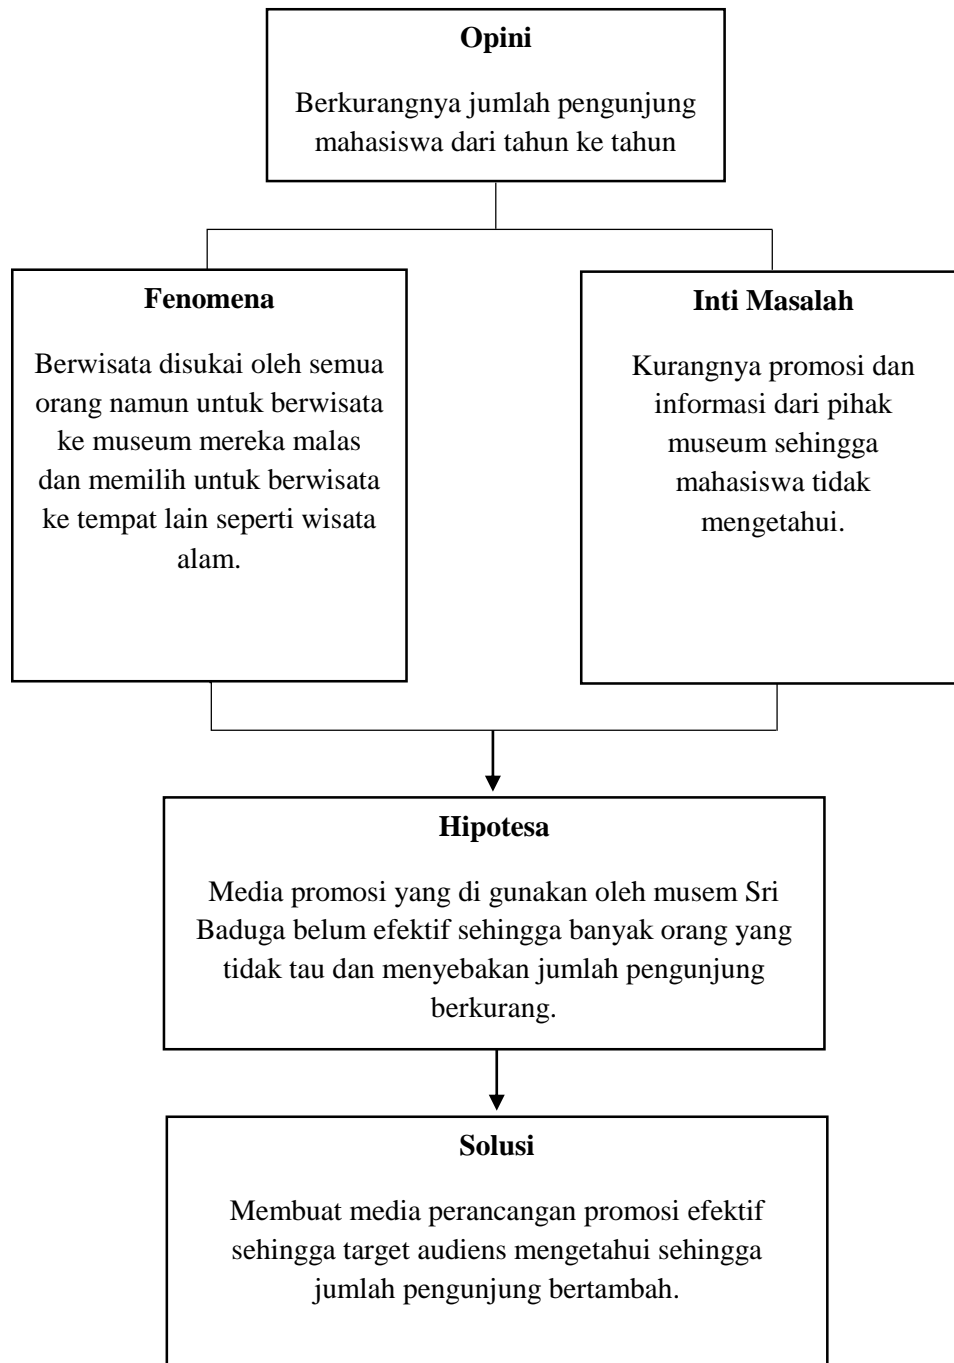 Opini
Berkurangnya jumlah pengunjung
mahasiswa dari tahun ke tahun
Fenomena
Berwisata disukai oleh semua
orang namun untuk berwisata
ke museum mereka malas
dan memilih untuk berwisata
ke tempat lain seperti wisata
alam.
Inti Masalah
Kurangnya promosi dan
informasi dari pihak
museum sehingga
mahasiswa tidak
mengetahui.
Hipotesa
Media promosi yang di gunakan oleh musem Sri
Baduga belum efektif sehingga banyak orang yang
tidak tau dan menyebakan jumlah pengunjung
berkurang.
Solusi
Membuat media perancangan promosi efektif
sehingga target audiens mengetahui sehingga
jumlah pengunjung bertambah.